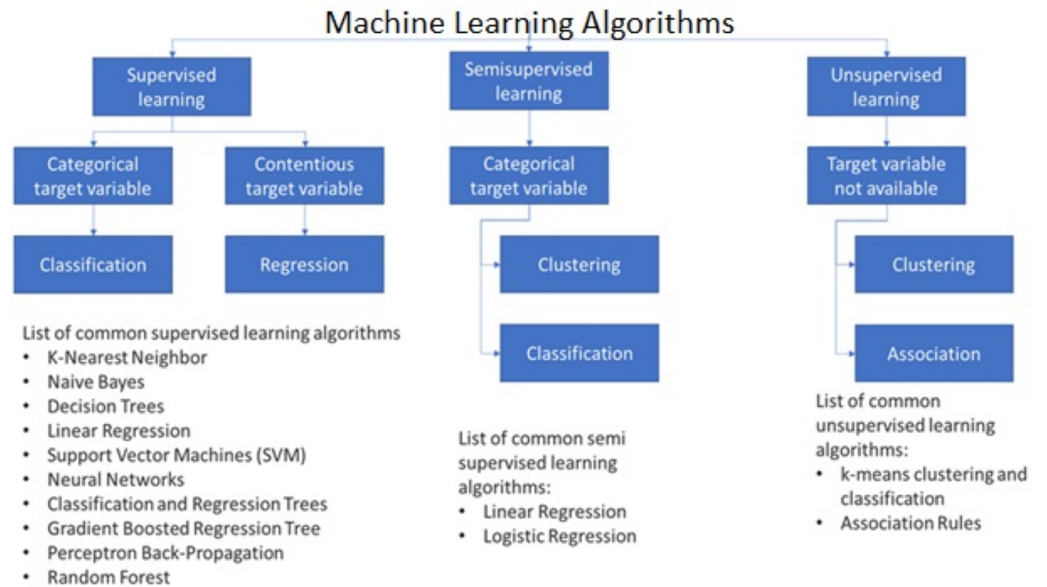 Machine Learning Algorithms
Supervised
learning
Semisupervised
learning
Unsupervised
learning
Categorical
target variable
Contentious
target variable
Categorical
target variable
Target variable
not available
Classification
Regression
Clustering
Clustering
Classification
Association
List of common supervised learning algorithms
• K-Nearest Neighbor
• Naive Bayes
• Decision Trees
• Linear Regression
• Support Vector Machines (SVM)
• Neural Networks
• Classification and Regression Trees
• Gradient Boosted Regression Tree
• Perceptron Back-Propagation
• Random Forest
List of common semi
supervised learning
algorithms:
• Linear Regression
• Logistic Regression
List of common
unsupervised learning
algorithms:
• k-means clustering and
classification
• Association Rules